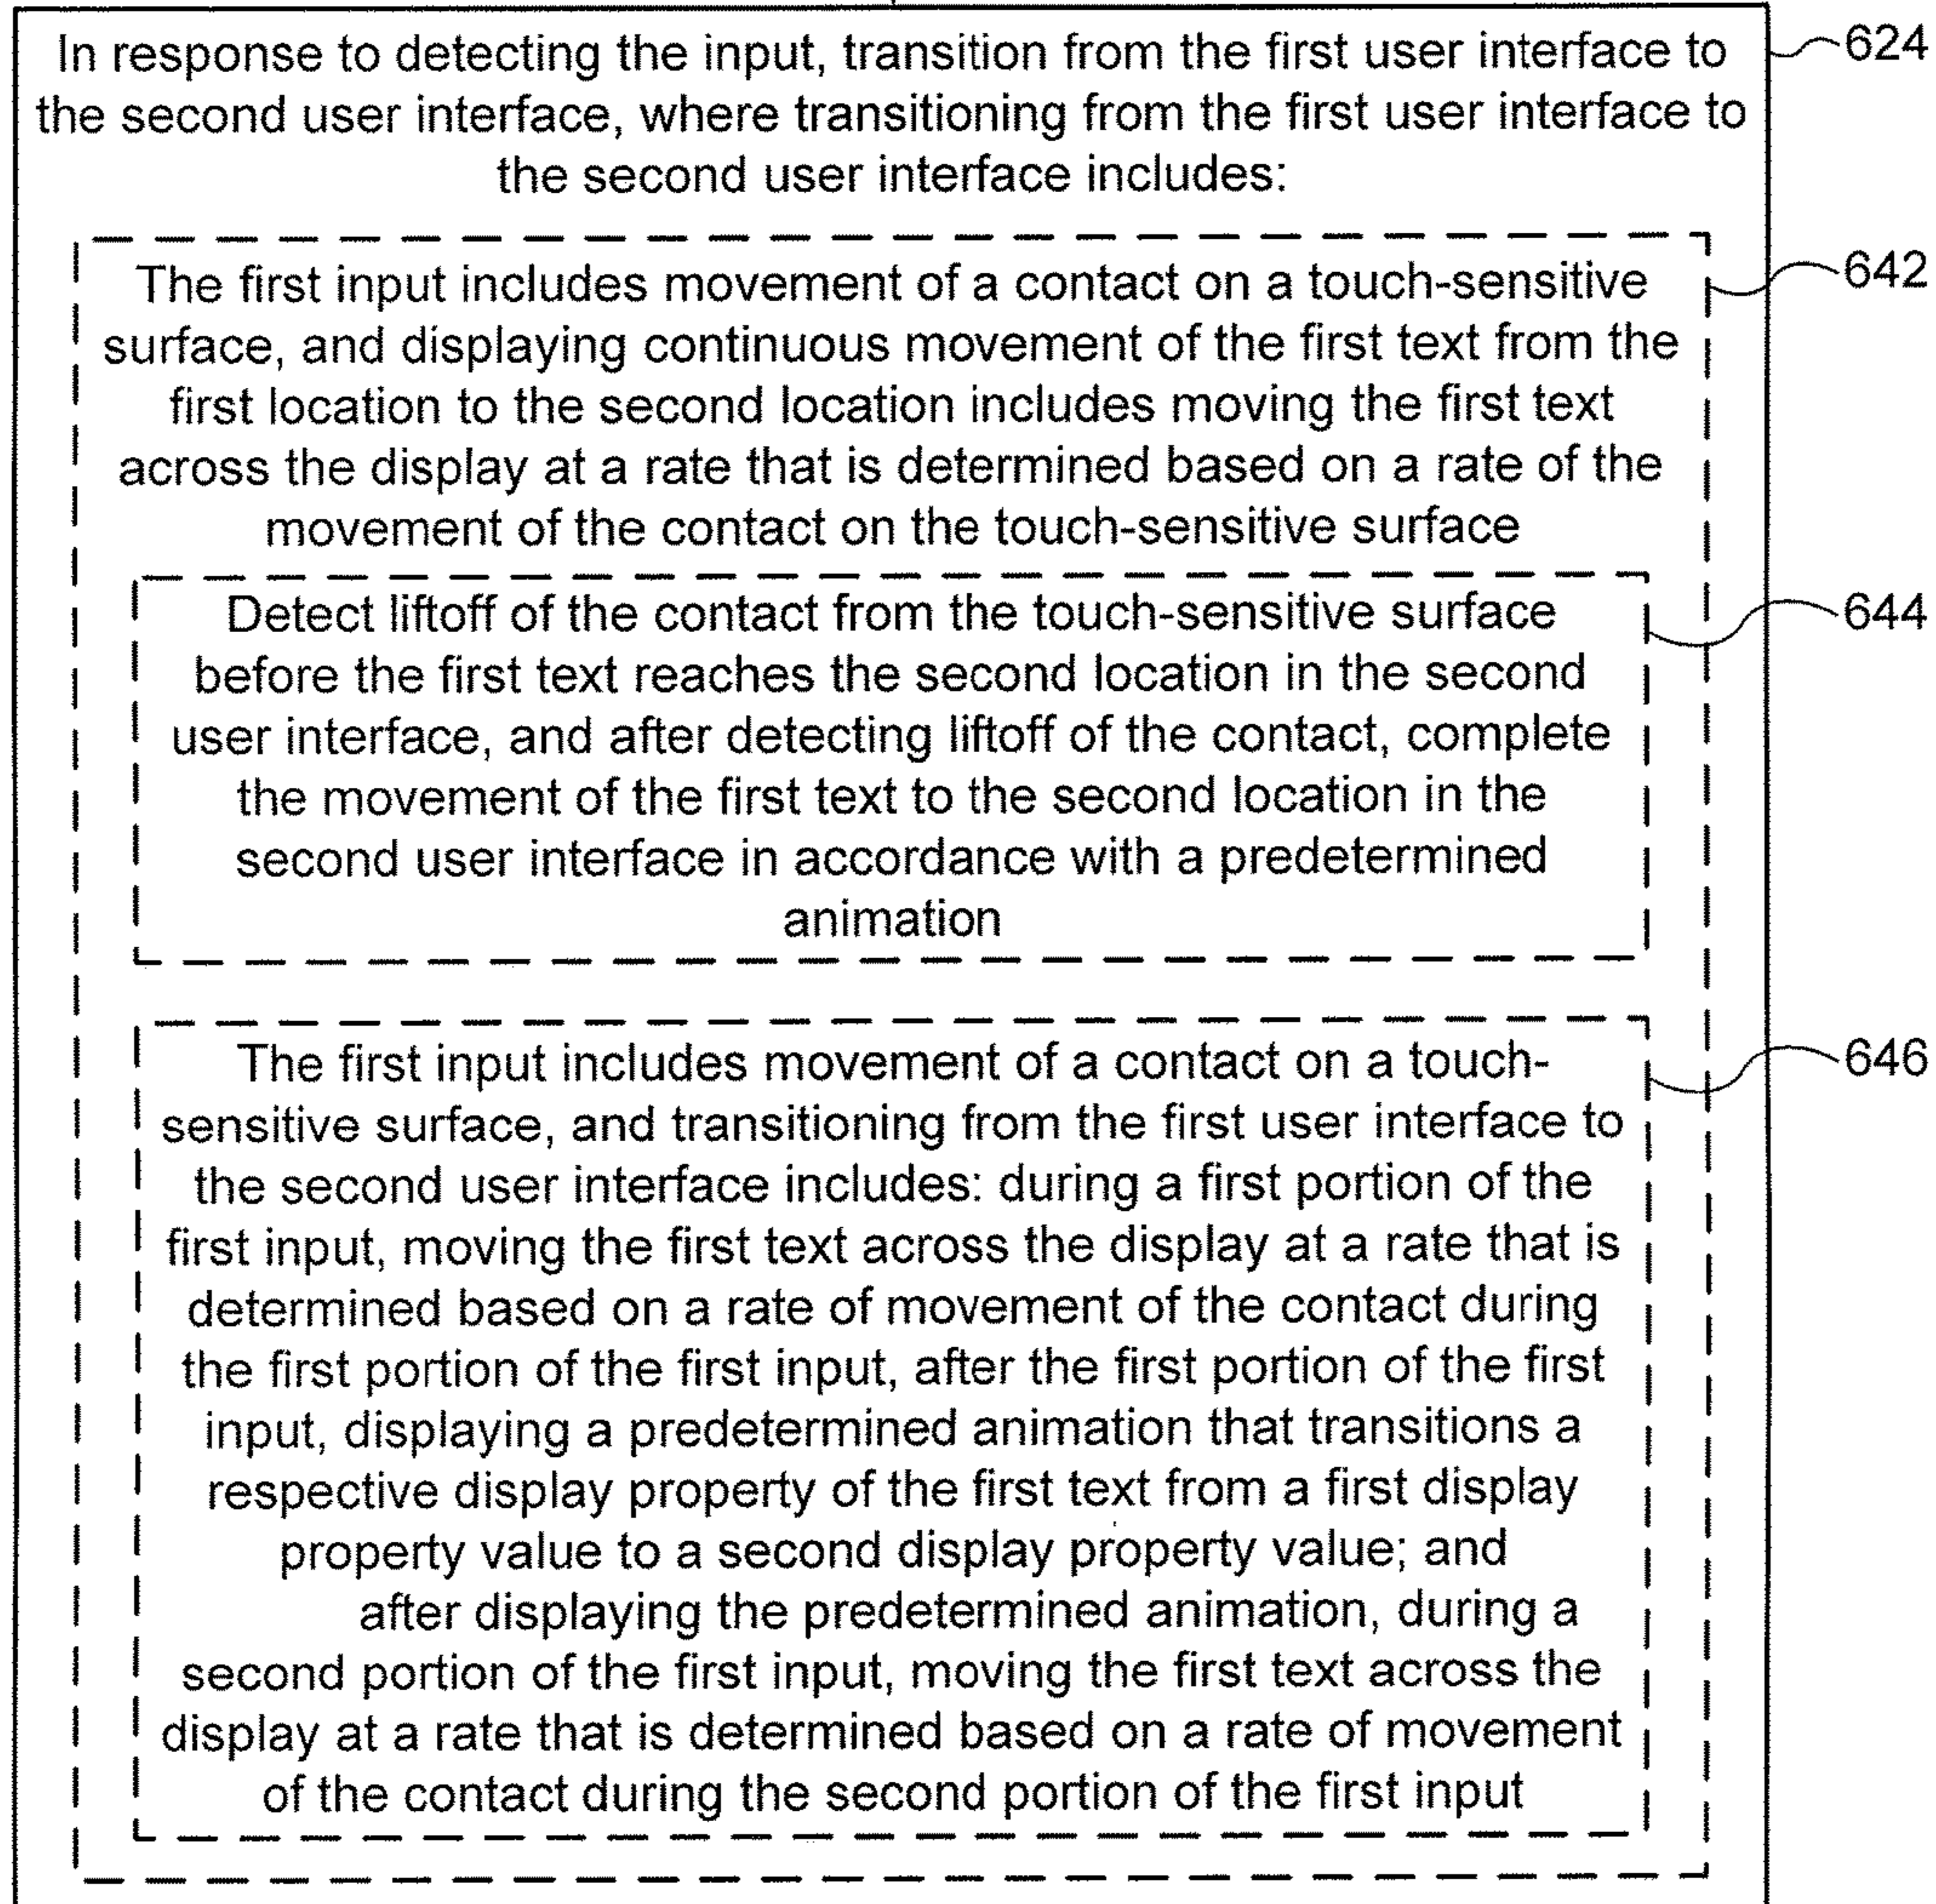 In response to detecting the input, transition from the first user interface to
the second user interface, where transitioning from the first user interface to
the second user interface includes:
624
The first input includes movement of a contact on a touch-sensitive
surface, and displaying continuous movement of the first text from the
first location to the second location includes moving the first text
across the display at a rate that is determined based on a rate of the
movement of the contact on the touch-sensitive surface
642
Detect liftoff of the contact from the touch-sensitive surface
before the first text reaches the second location in the second
user interface, and after detecting liftoff of the contact, complete
the movement of the first text to the second location in the
second user interface in accordance with a predetermined
animation
644
The first input includes movement of a contact on a touch-
sensitive surface, and transitioning from the first user interface to
the second user interface includes: during a first portion of the
first input, moving the first text across the display at a rate that is
determined based on a rate of movement of the contact during
the first portion of the first input, after the first portion of the first
input, displaying a predetermined animation that transitions a
respective display property of the first text from a first display
property value to a second display property value; and
after displaying the predetermined animation, during a
second portion of the first input, moving the first text across the
display at a rate that is determined based on a rate of movement
of the contact during the second portion of the first input
646